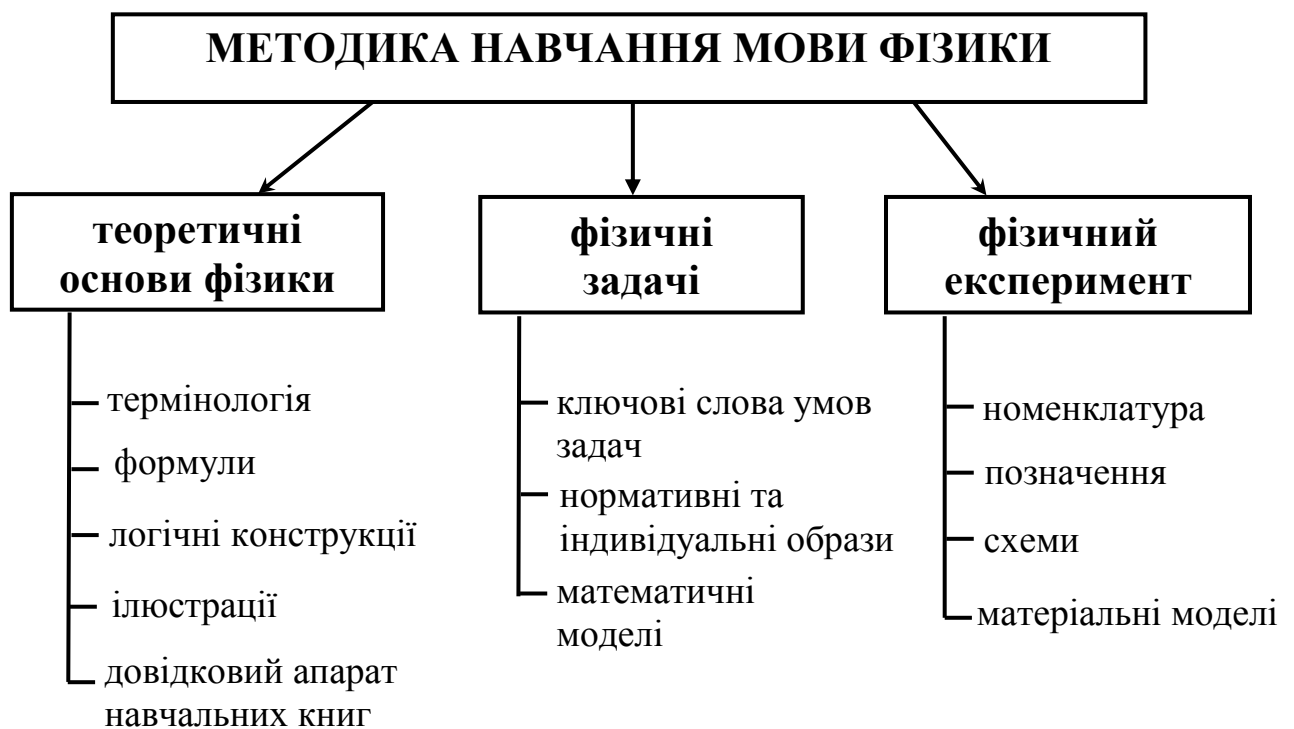 МЕТОДИКА НАВЧАННЯ МОВИ ФІЗИКИ
теоретичні
основи фізики
термінологія
формули
логічні конструкції
ілюстрації
довідковий апарат
навчальних книг
фізичні
задачі
ключові слова умов
задач
нормативні та
індивідуальні образи
математичні
моделі
фізичний
експеримент
номенклатура
позначення
схеми
матеріальні моделі